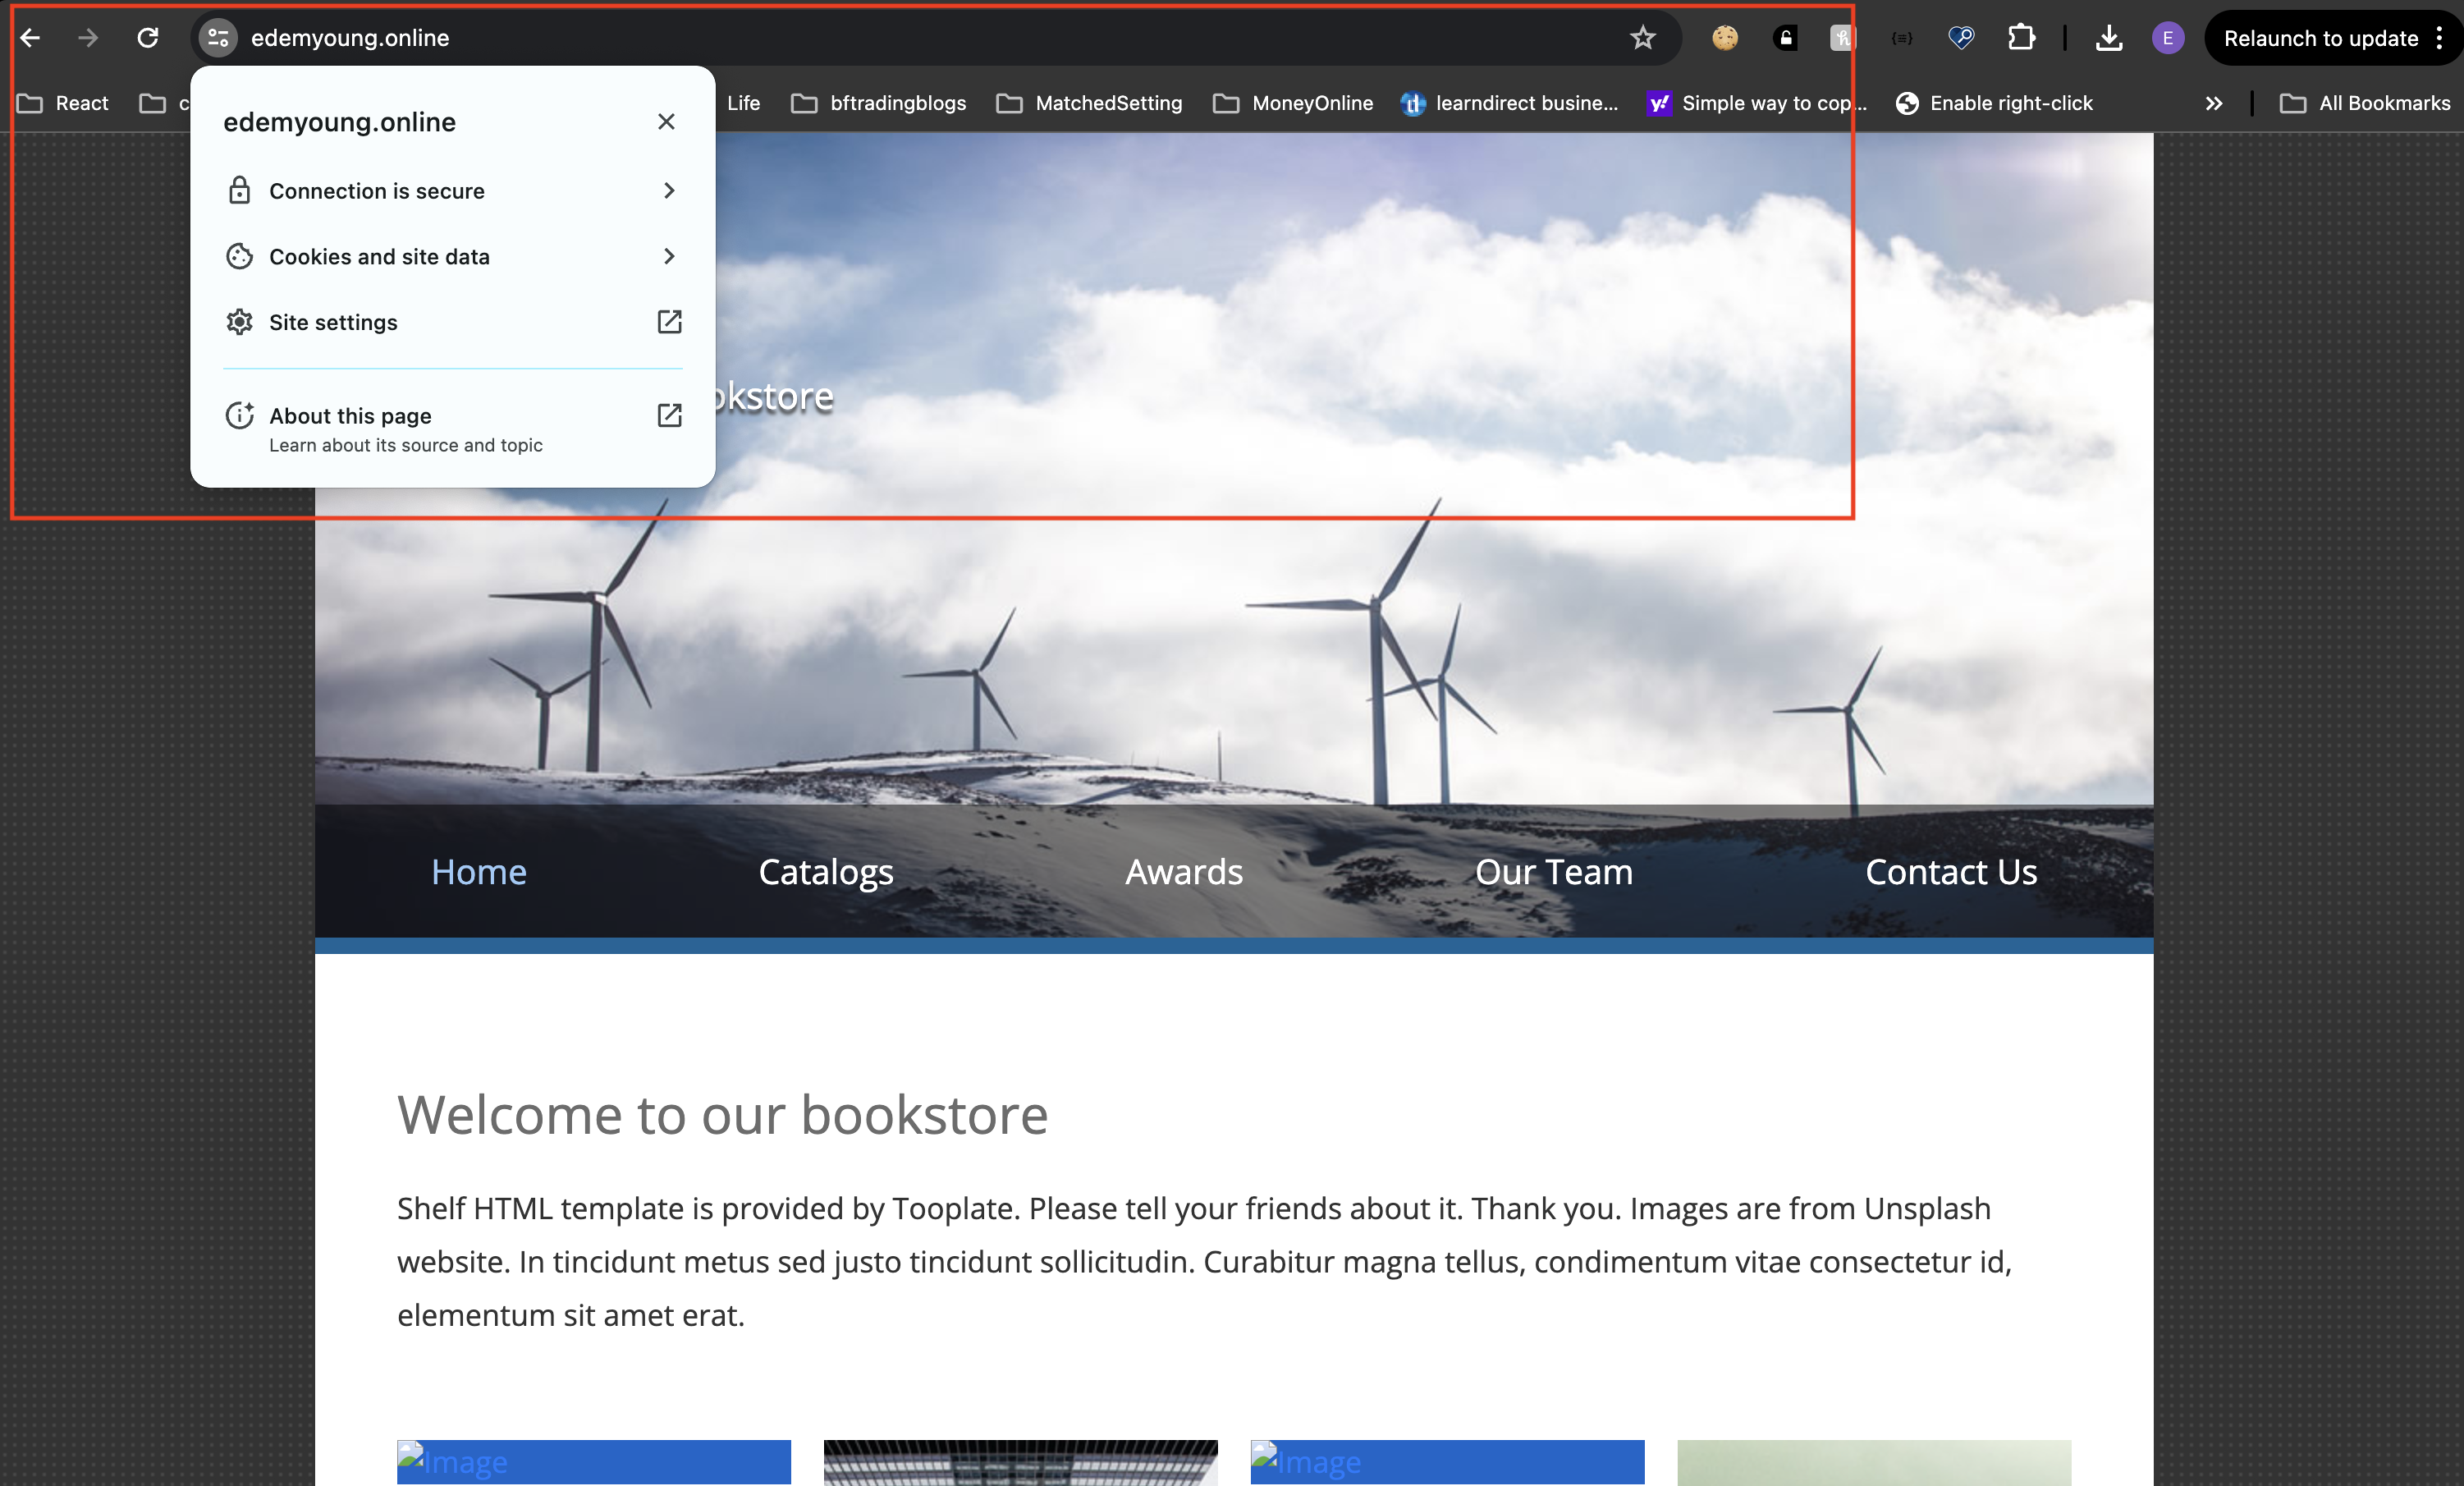 edemyoung.online
Relaunch to update
React
c
Life
bftradingblogs
MatchedSetting
MoneyOnline
learndirect busine...
Simple way to cop...
Enable right-click
All Bookmarks
edemyoung.online
Connection is secure
Cookies and site data
Site settings
About this page
Learn about its source and topic
okstore
Home
Catalogs
Awards
Our Team
Contact Us
Welcome to our bookstore
Shelf HTML template is provided by Tooplate. Please tell your friends about it. Thank you. Images are from Unsplash
website. In tincidunt metus sed justo tincidunt sollicitudin. Curabitur magna tellus, condimentum vitae consectetur id,
elementum sit amet erat.
Image
Image